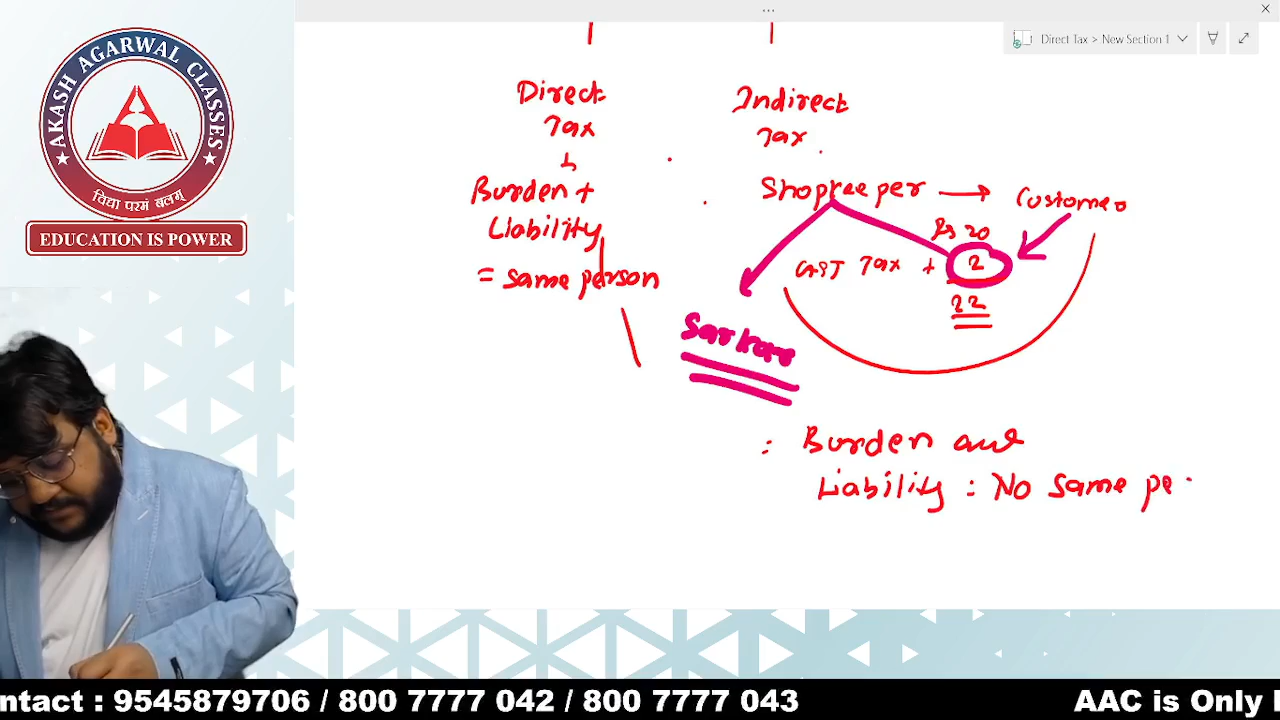 AKASH AGARWAL CLASSES
विद्या परमं बलम्
EDUCATION IS POWER
Direct Tax > New Section 1
Direct
Tax
Burden +
Liability
= same person
Indirect
Tax
Shopkeeper → Customer
Rs 20
GST Tax + 2
22
Sarkar
: Burden and
Liability : No same pe
ontact : 9545879706 / 800 7777 042 / 800 7777 043
AAC is Only